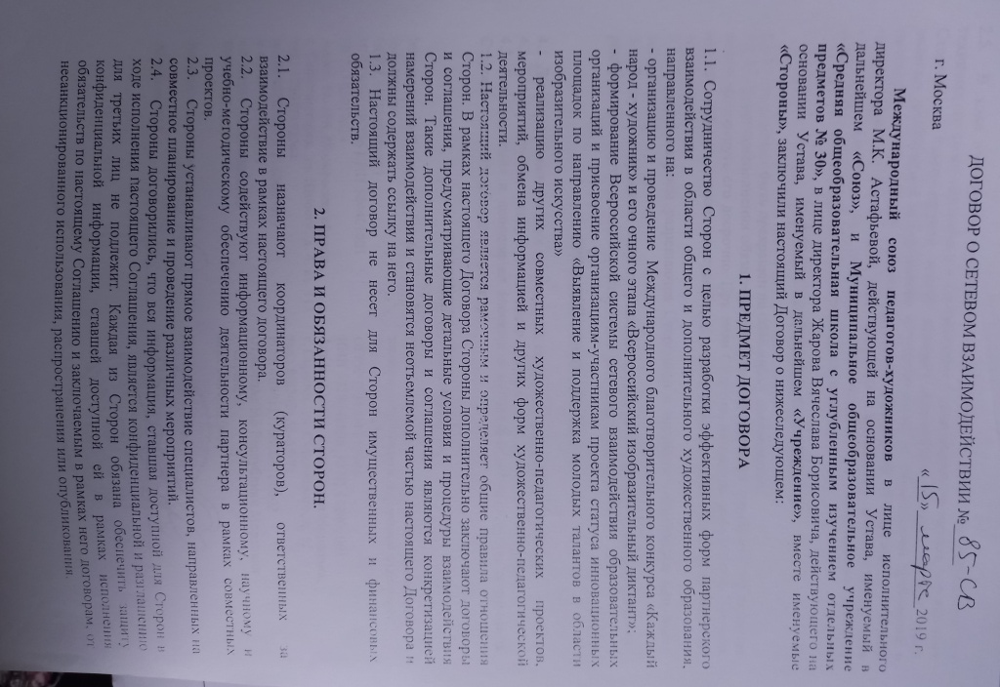 ДОГОВОР О СЕТЕВОМ ВЗАИМОДЕЙСТВИИ № 85-СВ
г. Москва «15» марта 2019 г.
Международный союз педагогов-художников в лице исполнительного
директора М.К. Астафьевой, действующей на основании Устава, именуемый в
дальнейшем «Союз», и Муниципальное общеобразовательное учреждение
«Средняя общеобразовательная школа с углубленным изучением отдельных
предметов № 30», в лице директора Жарова Вячеслава Борисовича, действующего на
основании Устава, именуемый в дальнейшем «Учреждение», вместе именуемые
«Стороны», заключили настоящий Договор о нижеследующем:
1. ПРЕДМЕТ ДОГОВОРА
1.1. Сотрудничество Сторон с целью разработки эффективных форм партнерского
взаимодействия в области общего и дополнительного художественного образования,
направленного на:
- организацию и проведение Международного благотворительного конкурса «Каждый
народ - художник» и его очного этапа «Всероссийский изобразительный диктант»;
- формирование Всероссийской системы сетевого взаимодействия образовательных
организаций и присвоение организациям-участникам проекта статуса инновационных
площадок по направлению «Выявление и поддержка молодых талантов в области
изобразительного искусства»
- реализацию других совместных художественно-педагогических проектов,
мероприятий, обмена информацией и других форм художественно-педагогической
деятельности.
1.2. Настоящий договор является рамочным и определяет общие правила отношения
Сторон. В рамках настоящего Договора Стороны дополнительно заключают договоры
и соглашения, предусматривающие детальные условия и процедуры взаимодействия
Сторон. Такие дополнительные договоры и соглашения являются конкретизацией
намерений взаимодействия и становятся неотъемлемой частью настоящего Договора и
должны содержать ссылку на него.
1.3. Настоящий договор не несет для Сторон имущественных и финансовых
обязательств.
2. ПРАВА И ОБЯЗАННОСТИ СТОРОН.
2.1. Стороны назначают координаторов (кураторов), ответственных за
взаимодействие в рамках настоящего договора.
2.2. Стороны содействуют информационному, консультационному, научному и
учебно-методическому обеспечению деятельности партнера в рамках совместных
проектов.
2.3. Стороны устанавливают прямое взаимодействие специалистов, направленных на
совместное планирование и проведение различных мероприятий.
2.4. Стороны договорились, что вся информация, ставшая доступной для Сторон в
ходе исполнения настоящего Соглашения, является конфиденциальной и разглашению
для третьих лиц не подлежит. Каждая из Сторон обязана обеспечить защиту
конфиденциальной информации, ставшей доступной ей в рамках исполнения
обязательств по настоящему Соглашению и заключаемым в рамках него договорам, от
несанкционированного использования, распространения или опубликования.